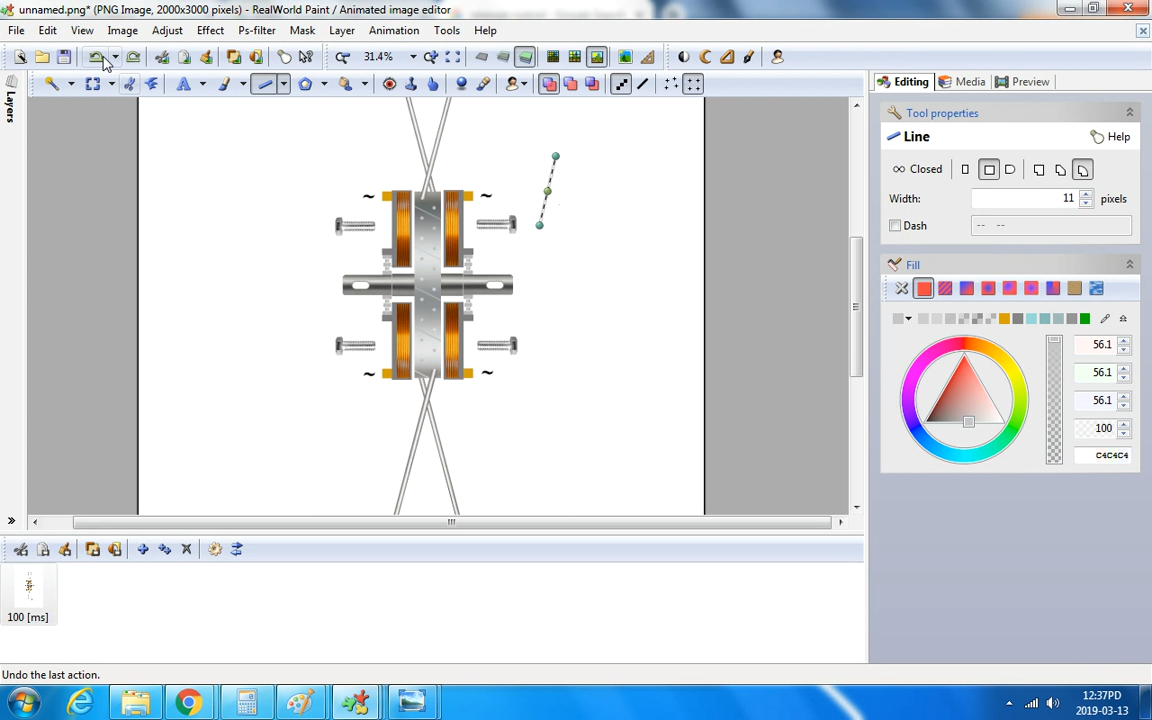 unnamed.png* (PNG Image, 2000x3000 pixels) - RealWorld Paint / Animated image editor
File Edit View Image Adjust Effect Ps-filter Mask Layer Animation Tools Help
31.4%
Layers
Editing Media Preview
Tool properties
Line Help
Closed
Width: 11 pixels
Dash -- --
Fill
56.1
56.1
56.1
100
C4C4C4
~ ~
~ ~
100 [ms]
Undo the last action.
12:37PD
2019-03-13